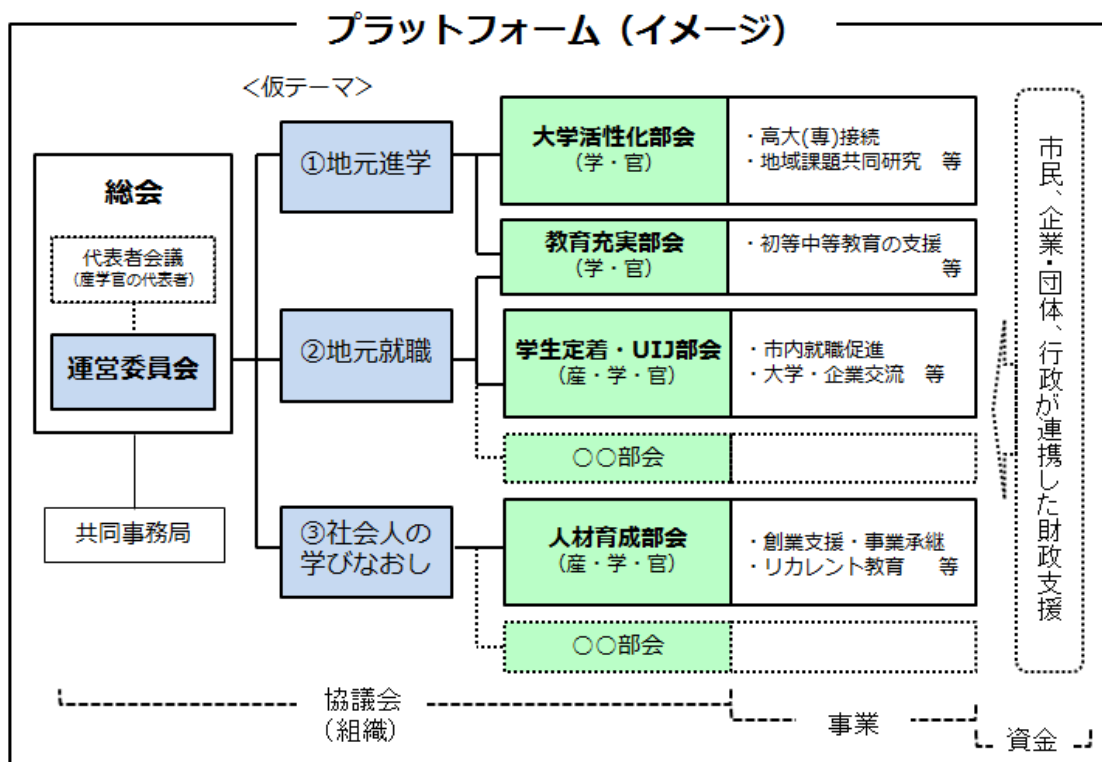 プラットフォーム（イメージ）
＜仮テーマ＞
総会
代表者会議
（産学官の代表者）
運営委員会
共同事務局
①地元進学
②地元就職
③社会人の
学びなおし
大学活性化部会
（学・官）
・高大(専)接続
・地域課題共同研究　等
教育充実部会
（学・官）
・初等中等教育の支援
等
学生定着・UIJ部会
（産・学・官）
・市内就職促進
・大学・企業交流　等
〇〇部会
人材育成部会
（産・学・官）
・創業支援・事業承継
・リカレント教育　等
〇〇部会
市民、企業・団体、行政が連携した財政支援
協議会
（組織）
事業
資金